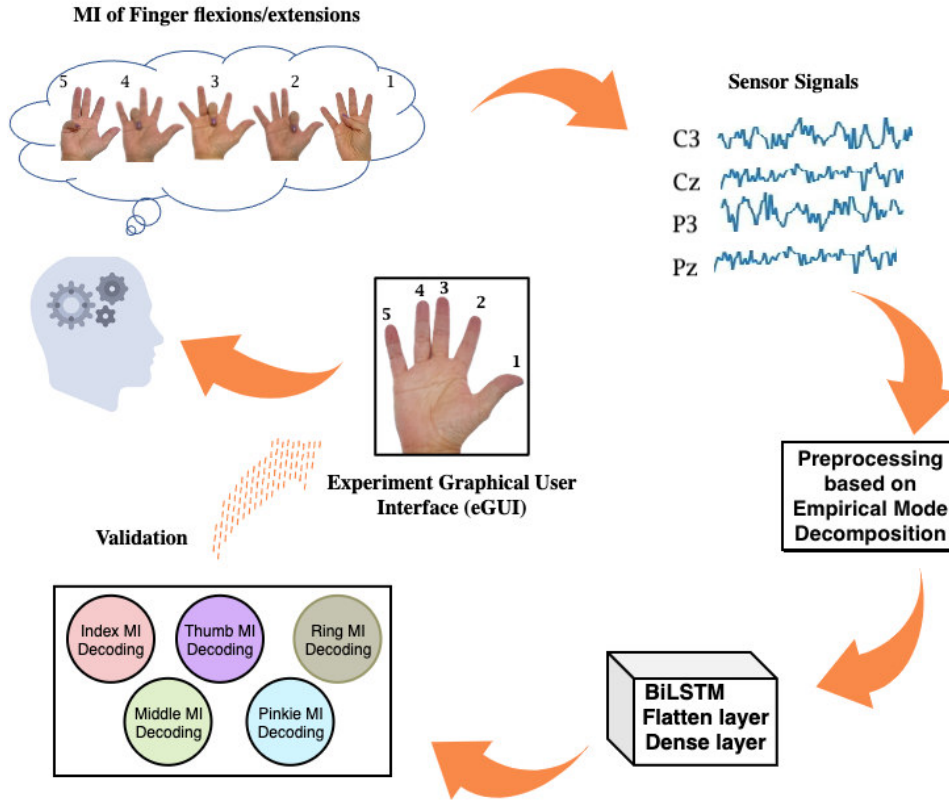 MI of Finger flexions/extensions
5 4 3 2 1
Sensor Signals
C3
Cz
P3
Pz
5 4 3 2 1
Experiment Graphical User
Interface (eGUI)
Preprocessing
based on
Empirical Mode
Decomposition
BiLSTM
Flatten layer
Dense layer
Validation
Index MI
Decoding
Thumb MI
Decoding
Ring MI
Decoding
Middle MI
Decoding
Pinkie MI
Decoding